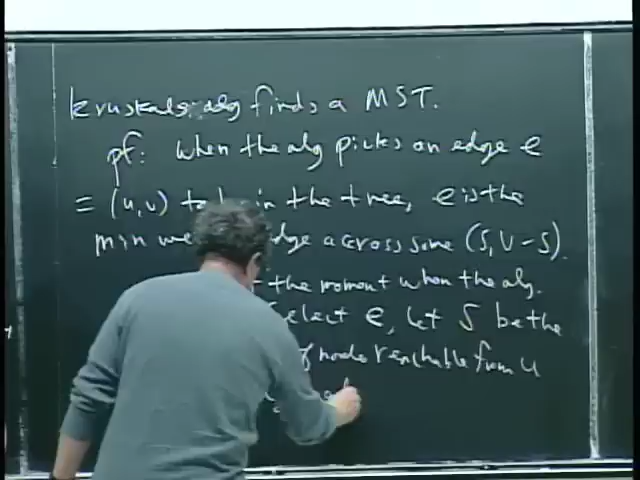 Kruskals alg finds a MST.
pf: when the alg picks an edge e
= (u,v) to be in the tree, e is the
min we edge across some (S, V-S).
t the moment when the alg.
select e, let S be the
of nodes reachable from u